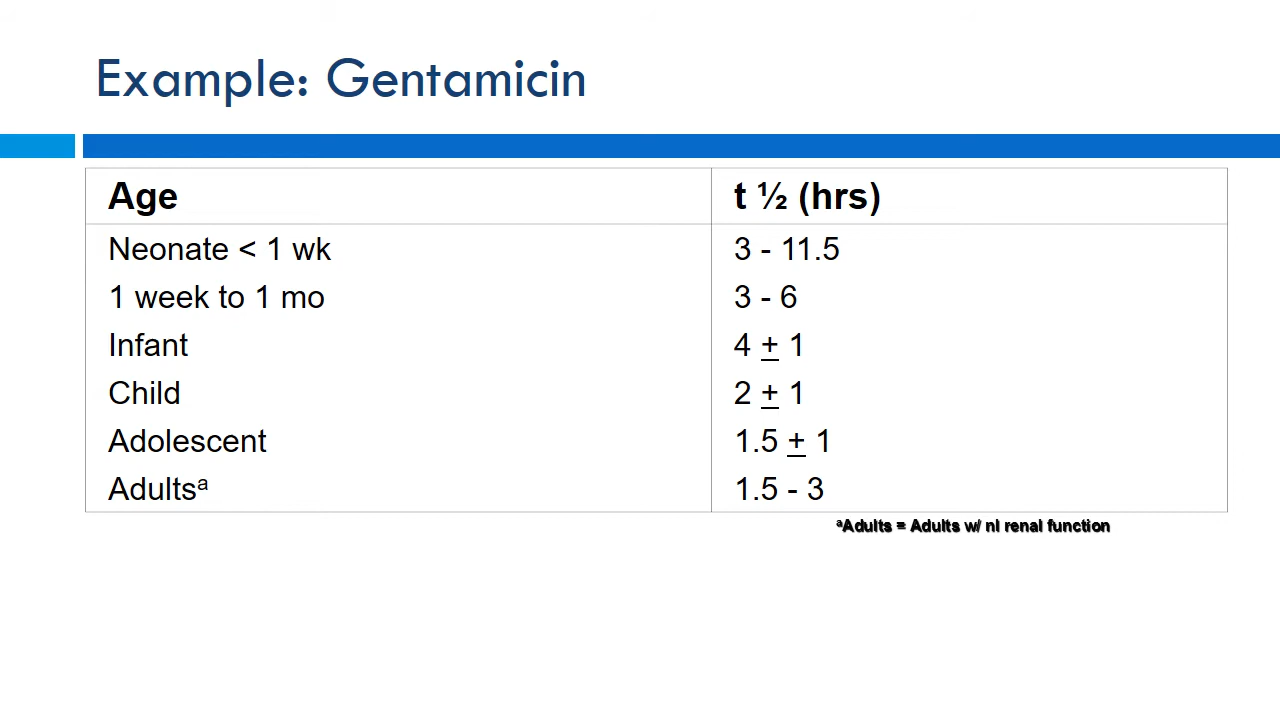 Example: Gentamicin
Age t ½ (hrs)
Neonate < 1 wk 3 - 11.5
1 week to 1 mo 3 - 6
Infant 4 ± 1
Child 2 ± 1
Adolescent 1.5 ± 1
Adultsᵃ 1.5 - 3
ᵃAdults = Adults w/ nl renal function